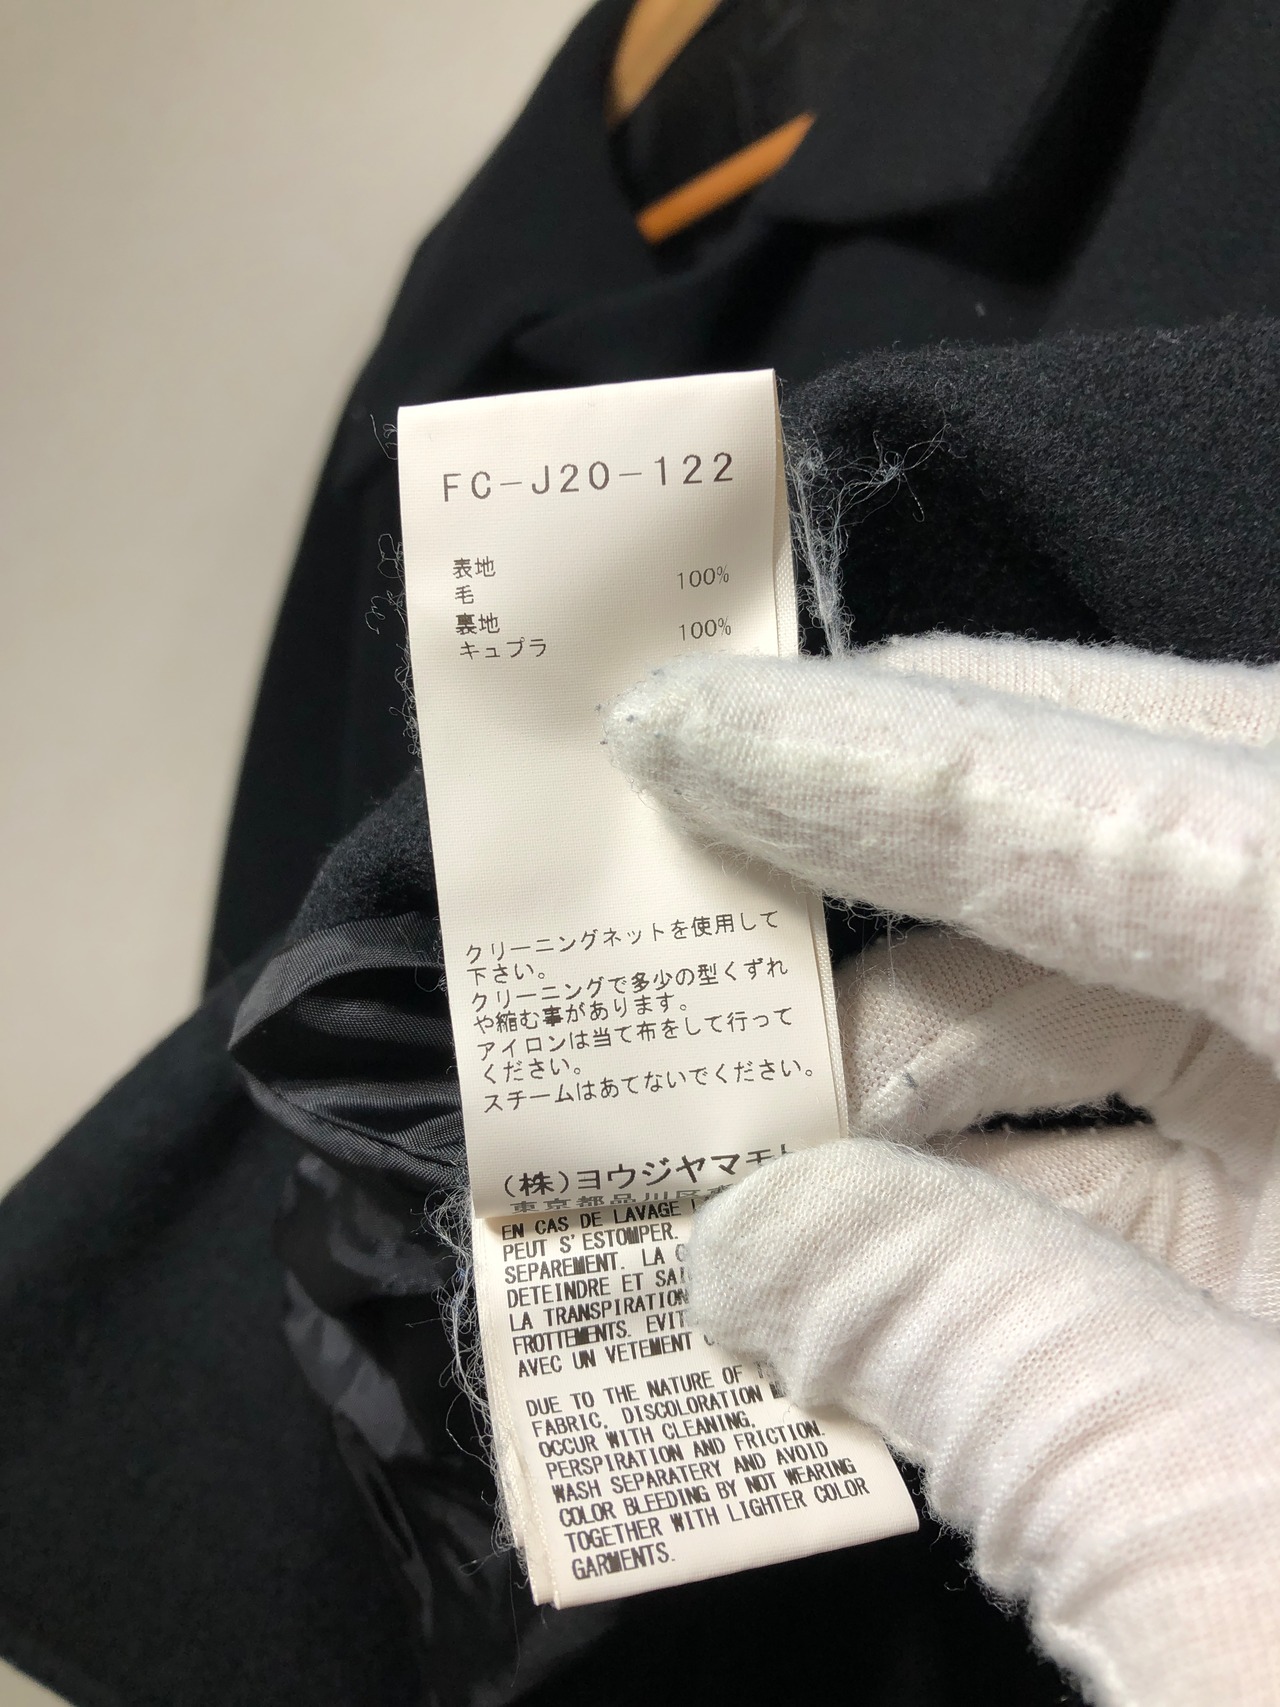 FC-J20-122
表地
毛 100%
裏地
キュプラ 100%
クリーニングネットを使用して
下さい。
クリーニングで多少の型くずれ
や縮む事があります。
アイロンは当て布をして行って
ください。
スチームはあてないでください。
(株)ヨウジヤマモト
東京都品川区東
EN CAS DE LAVAGE
PEUT S'ESTOMPER.
SEPAREMENT. LA
DETEINDRE ET
LA TRANSPIRATION
FROTTEMENTS.
AVEC UN VETEMENT
DUE TO THE NATURE OF
FABRIC, DISCOLORATION
OCCUR WITH CLEANING,
PERSPIRATION AND FRICTION.
WASH SEPARATERY AND AVOID
COLOR BLEEDING BY NOT WEARING
TOGETHER WITH LIGHTER COLOR
GARMENTS.